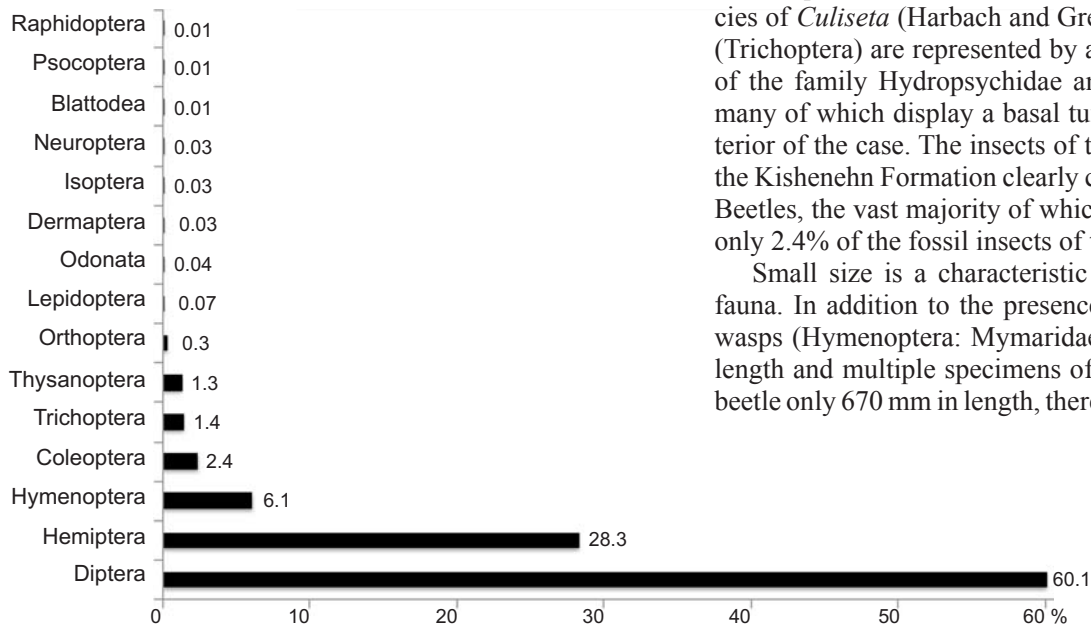 Raphidoptera 0.01
Psocoptera 0.01
Blattodea 0.01
Neuroptera 0.03
Isoptera 0.03
Dermaptera 0.03
Odonata 0.04
Lepidoptera 0.07
Orthoptera 0.3
Thysanoptera 1.3
Trichoptera 1.4
Coleoptera 2.4
Hymenoptera 6.1
Hemiptera 28.3
Diptera 60.1
0 10 20 30 40 50 60 %
cies of Culiseta (Harbach and Gre
(Trichoptera) are represented by a
of the family Hydropsychidae an
many of which display a basal tu
terior of the case. The insects of t
the Kishenehn Formation clearly c
Beetles, the vast majority of whic
only 2.4% of the fossil insects of
Small size is a characteristic
fauna. In addition to the presence
wasps (Hymenoptera: Mymaridae
length and multiple specimens of
beetle only 670 mm in length, ther